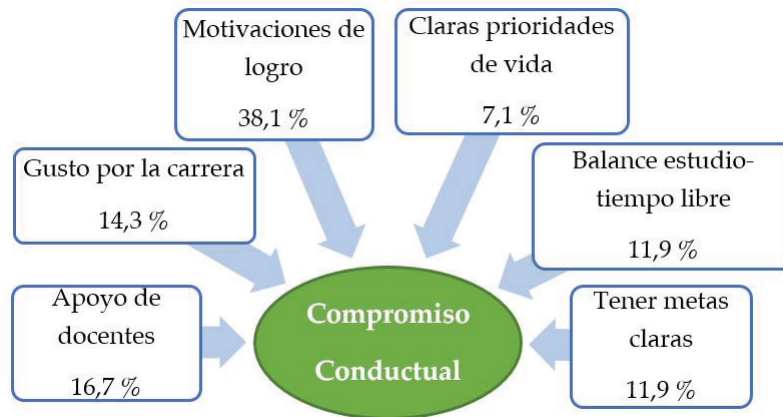 Motivaciones de
logro
38,1 %
Claras prioridades
de vida
7,1 %
Gusto por la carrera
14,3 %
Balance estudio-
tiempo libre
11,9 %
Apoyo de
docentes
16,7 %
Compromiso
Conductual
Tener metas
claras
11,9 %